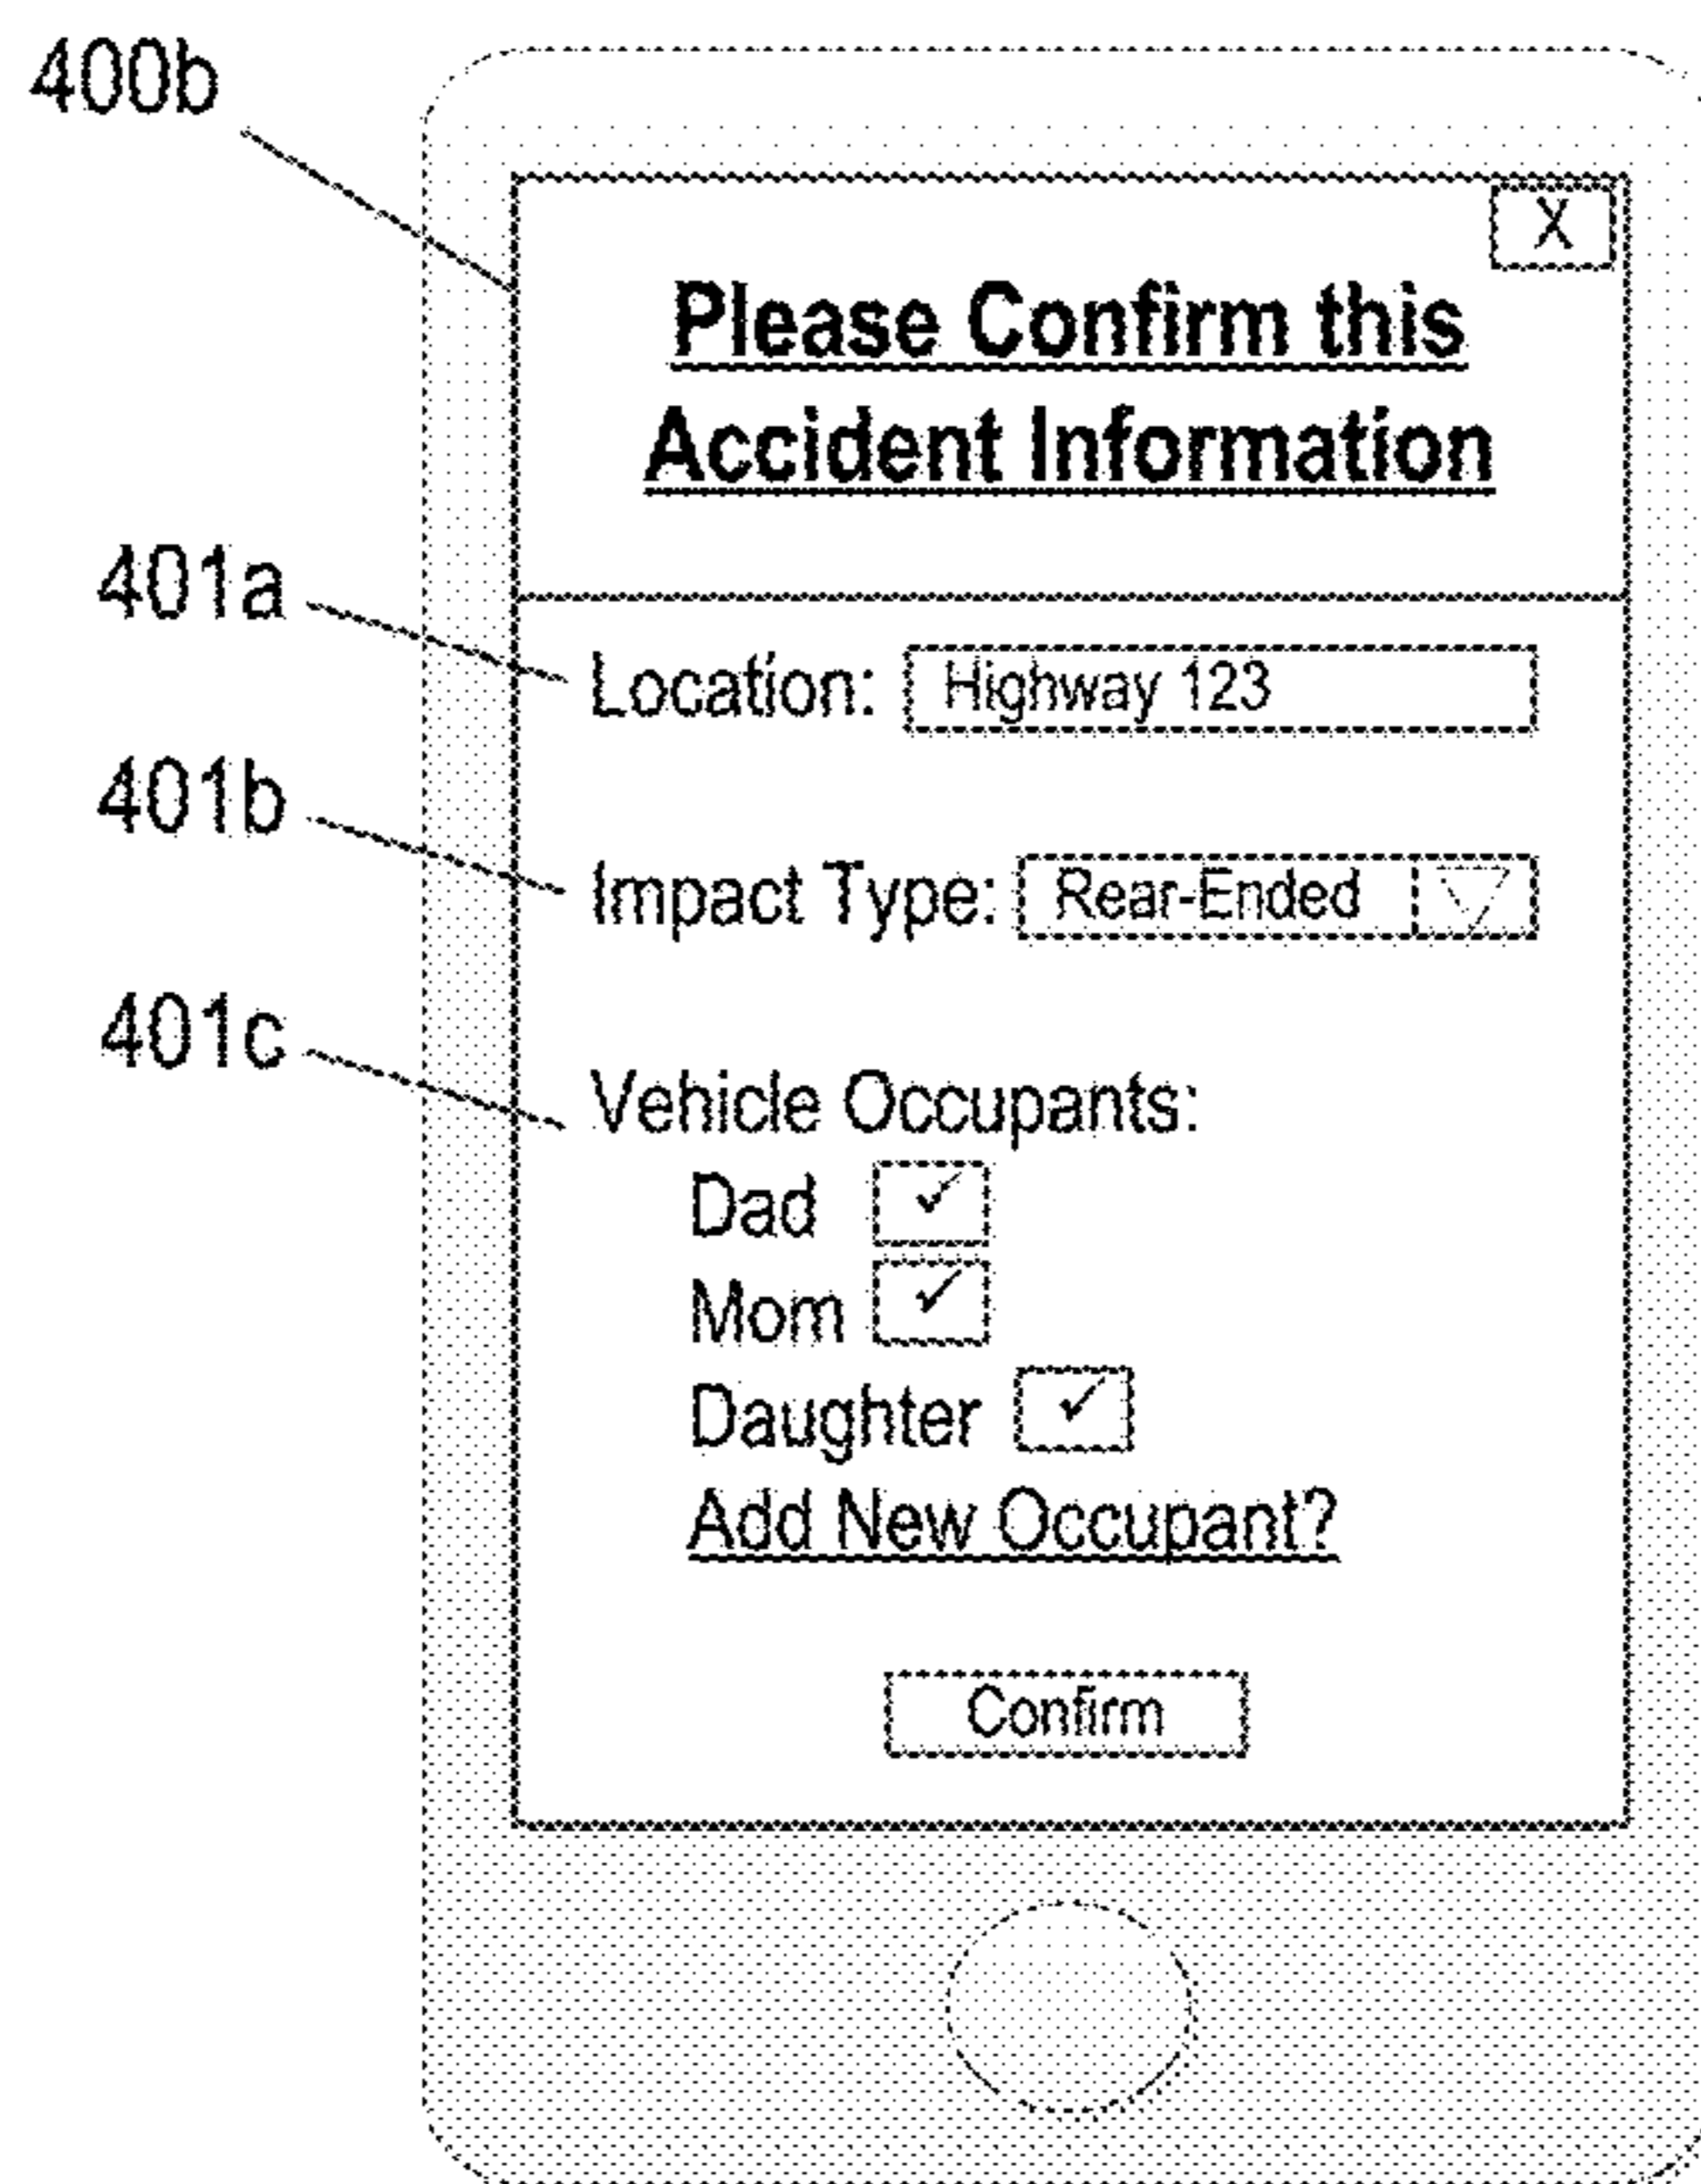 400b
X
Please Confirm this
Accident Information
401a
Location: Highway 123
401b
Impact Type: Rear-Ended
401c
Vehicle Occupants:
Dad ✓
Mom ✓
Daughter ✓
Add New Occupant?
Confirm